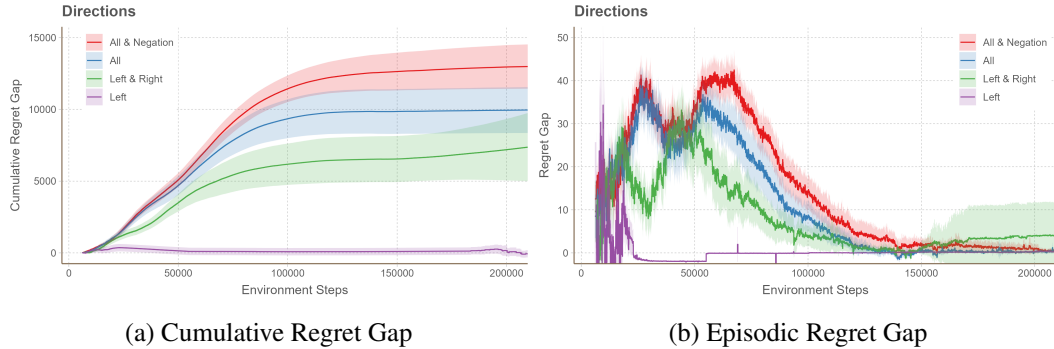 Directions
Cumulative Regret Gap
15000
10000
5000
0
All & Negation
All
Left & Right
Left
0
50000
100000
150000
200000
Environment Steps
(a) Cumulative Regret Gap
Directions
Regret Gap
50
40
30
20
10
0
All & Negation
All
Left & Right
Left
0
50000
100000
150000
200000
Environment Steps
(b) Episodic Regret Gap